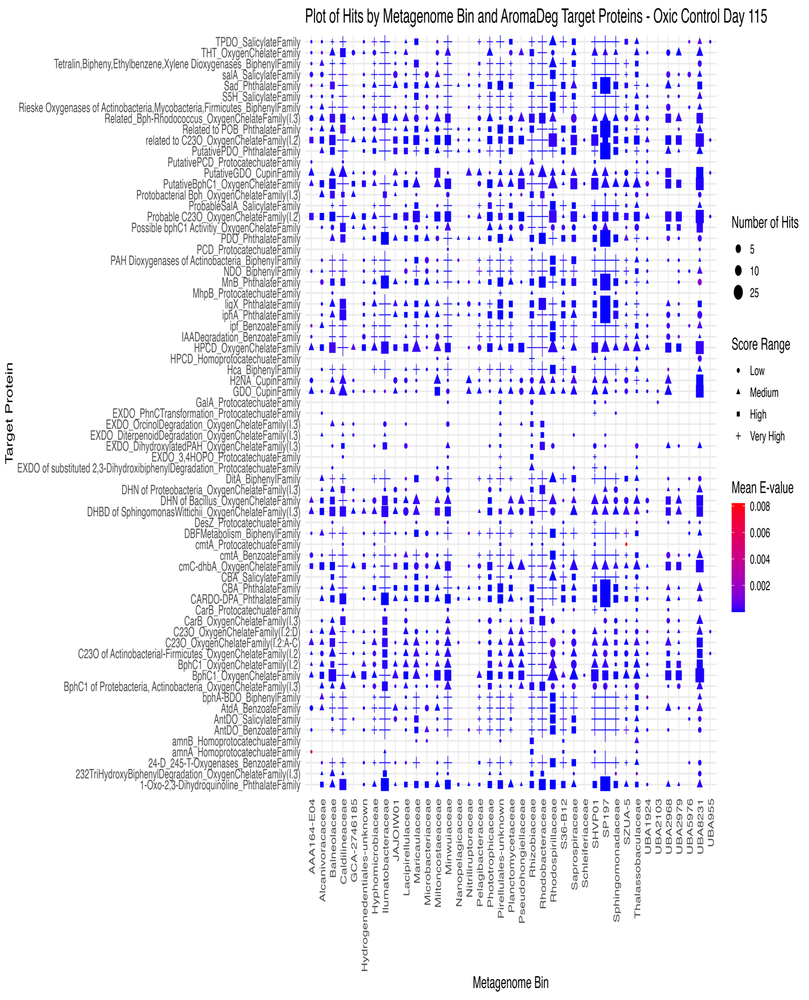 Plot of Hits by Metagenome Bin and AromaDeg Target Proteins - Oxic Control Day 115
Target Protein
TPDO_SalicylateFamily
THT_OxygenChelateFamily
Tetralin,Bipheny,Ethylbenzene,Xylene Dioxygenases_BiphenylFamily
salA_SalicylateFamily
Sad_PhthalateFamily
S5H_SalicylateFamily
Rieske Oxygenases of Actinobacteria,Mycobacteria,Firmicutes_BiphenylFamily
Related_Bph-Rhodococcus_OxygenChelateFamily(I.3)
Related to POB_PhthalateFamily
related to C23O_OxygenChelateFamily(I.2)
PutativePDO_PhthalateFamily
PutativePCD_ProtocatechuateFamily
PutativeGDO_CupinFamily
PutativeBphC1_OxygenChelateFamily
Protobacterial Bph_OxygenChelateFamily(I.3)
ProbableSalA_SalicylateFamily
Probable C23O_OxygenChelateFamily(I.2)
Possible bphC1 Activitiy_OxygenChelateFamily
PDO_PhthalateFamily
PCD_ProtocatechuateFamily
PAH Dioxygenases of Actinobacteria_BiphenylFamily
NDO_BiphenylFamily
MnB_PhthalateFamily
MhpB_ProtocatechuateFamily
ligX_PhthalateFamily
iphA_PhthalateFamily
ipf_BenzoateFamily
IAADegradation_BenzoateFamily
HPCD_OxygenChelateFamily
HPCD_HomoprotocatechuateFamily
Hca_BiphenylFamily
H2NA_CupinFamily
GDO_CupinFamily
GalA_ProtocatechuateFamily
EXDO_PhnCTransformation_ProtocatechuateFamily
EXDO_OrcinolDegradation_OxygenChelateFamily(I.3)
EXDO_DiterpenoidDegradation_OxygenChelateFamily(I.3)
EXDO_DihydroxylatedPAH_OxygenChelateFamily(I.3)
EXDO_3,4HOPO_ProtocatechuateFamily
EXDO of substituted 2,3-DihydroxibiphenylDegradation_ProtocatechuateFamily
DitA_BiphenylFamily
DHN of Proteobacteria_OxygenChelateFamily(I.3)
DHN of Bacillus_OxygenChelateFamily
DHBD of SphingomonasWittichii_OxygenChelateFamily(I.3)
DesZ_ProtocatechuateFamily
DBFMetabolism_BiphenylFamily
cmtA_ProtocatechuateFamily
cmtA_BenzoateFamily
cmC-dhbA_OxygenChelateFamily
CBA_SalicylateFamily
CBA_PhthalateFamily
CARDO-DPA_PhthalateFamily
CarB_ProtocatechuateFamily
CarB_OxygenChelateFamily(I.3)
C23O_OxygenChelateFamily(I.2:D)
C23O_OxygenChelateFamily(I.2:A-C)
C23O of Actinobacterial-Firmicutes_OxygenChelateFamily(I.2)
BphC1_OxygenChelateFamily(I.2)
BphC1_OxygenChelateFamily
BphC1 of Protebacteria, Actinobacteria_OxygenChelateFamily(I.3)
bphA-BDO_BiphenylFamily
AtdA_BenzoateFamily
AntDO_SalicylateFamily
AntDO_BenzoateFamily
amnB_HomoprotocatechuateFamily
amnA_HomoprotocatechuateFamily
24-D_245-T-Oxygenases_BenzoateFamily
232TriHydroxyBiphenylDegradation_OxygenChelateFamily(I.3)
1-Oxo-2,3-Dihydroquinoline_PhthalateFamily
AAA164-E04
Alcanivoracaceae
Balneolaceae
Caldilineaceae
GCA-2746185
Hydrogenedentiales-unknown
Hyphomicrobiaceae
Ilumatobacteraceae
JAJOIW01
Lacipirellulaceae
Maricaulaceae
Microbacteriaceae
Miltoncostaeaceae
Minwuiaceae
Nanopelagicaceae
Nitriliruptoraceae
Pelagibacteraceae
Phototrophicaceae
Pirellulales-unknown
Planctomycetaceae
Pseudohongiellaceae
Rhizobiaceae
Rhodobacteraceae
Rhodospirillaceae
S36-B12
Saprospiraceae
Schleiferiaceae
SHVP01
SP197
Sphingomonadaceae
SZUA-5
Thalassobaculaceae
UBA1924
UBA2103
UBA2968
UBA2979
UBA5976
UBA8231
UBA955
Metagenome Bin
Number of Hits
5
10
25
Score Range
Low
Medium
High
Very High
Mean E-value
0.008
0.006
0.004
0.002